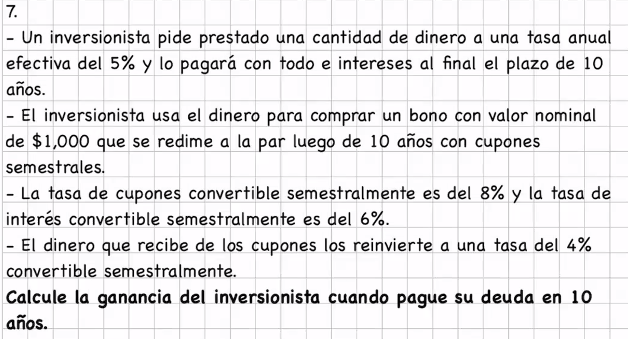 7.
- Un inversionista pide prestado una cantidad de dinero a una tasa anual
efectiva del 5% y lo pagará con todo e intereses al final el plazo de 10
años.
- El inversionista usa el dinero para comprar un bono con valor nominal
de $1,000 que se redime a la par luego de 10 años con cupones
semestrales.
- La tasa de cupones convertible semestralmente es del 8% y la tasa de
interés convertible semestralmente es del 6%.
- El dinero que recibe de los cupones los reinvierte a una tasa del 4%
convertible semestralmente.
Calcule la ganancia del inversionista cuando pague su deuda en 10
años.